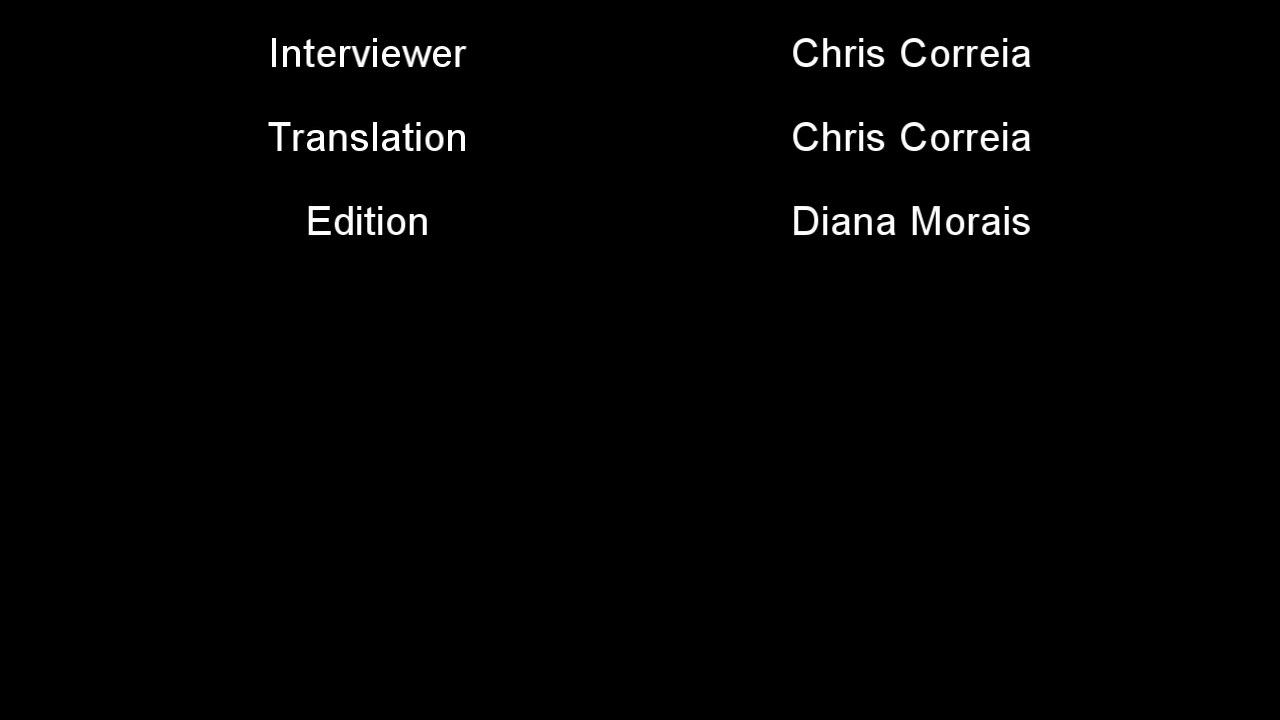 Interviewer Chris Correia
Translation Chris Correia
Edition Diana Morais